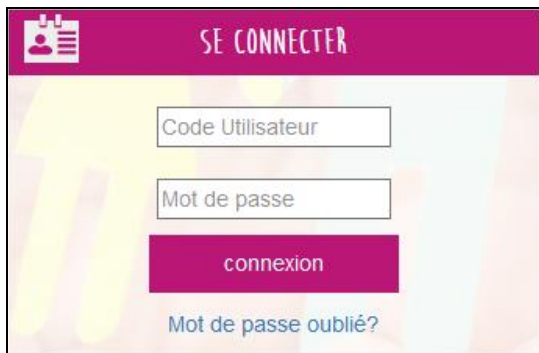 SE CONNECTER
Code Utilisateur
Mot de passe
connexion
Mot de passe oublié?